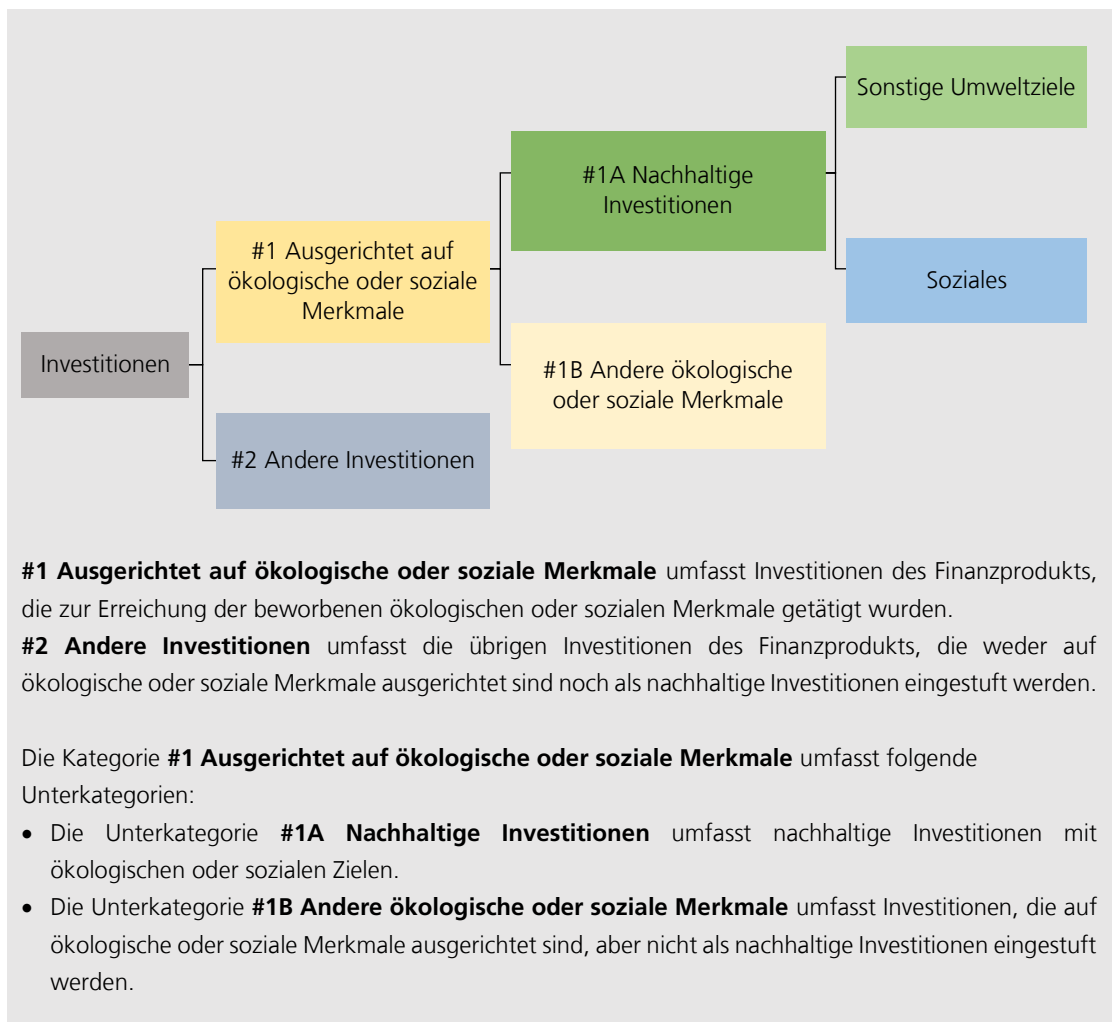 Sonstige Umweltziele
#1A Nachhaltige
Investitionen
#1 Ausgerichtet auf
ökologische oder soziale
Merkmale
Soziales
Investitionen
#1B Andere ökologische
oder soziale Merkmale
#2 Andere Investitionen
#1 Ausgerichtet auf ökologische oder soziale Merkmale umfasst Investitionen des Finanzprodukts,
die zur Erreichung der beworbenen ökologischen oder sozialen Merkmale getätigt wurden.
#2 Andere Investitionen umfasst die übrigen Investitionen des Finanzprodukts, die weder auf
ökologische oder soziale Merkmale ausgerichtet sind noch als nachhaltige Investitionen eingestuft werden.
Die Kategorie #1 Ausgerichtet auf ökologische oder soziale Merkmale umfasst folgende
Unterkategorien:
• Die Unterkategorie #1A Nachhaltige Investitionen umfasst nachhaltige Investitionen mit
ökologischen oder sozialen Zielen.
• Die Unterkategorie #1B Andere ökologische oder soziale Merkmale umfasst Investitionen, die auf
ökologische oder soziale Merkmale ausgerichtet sind, aber nicht als nachhaltige Investitionen eingestuft
werden.